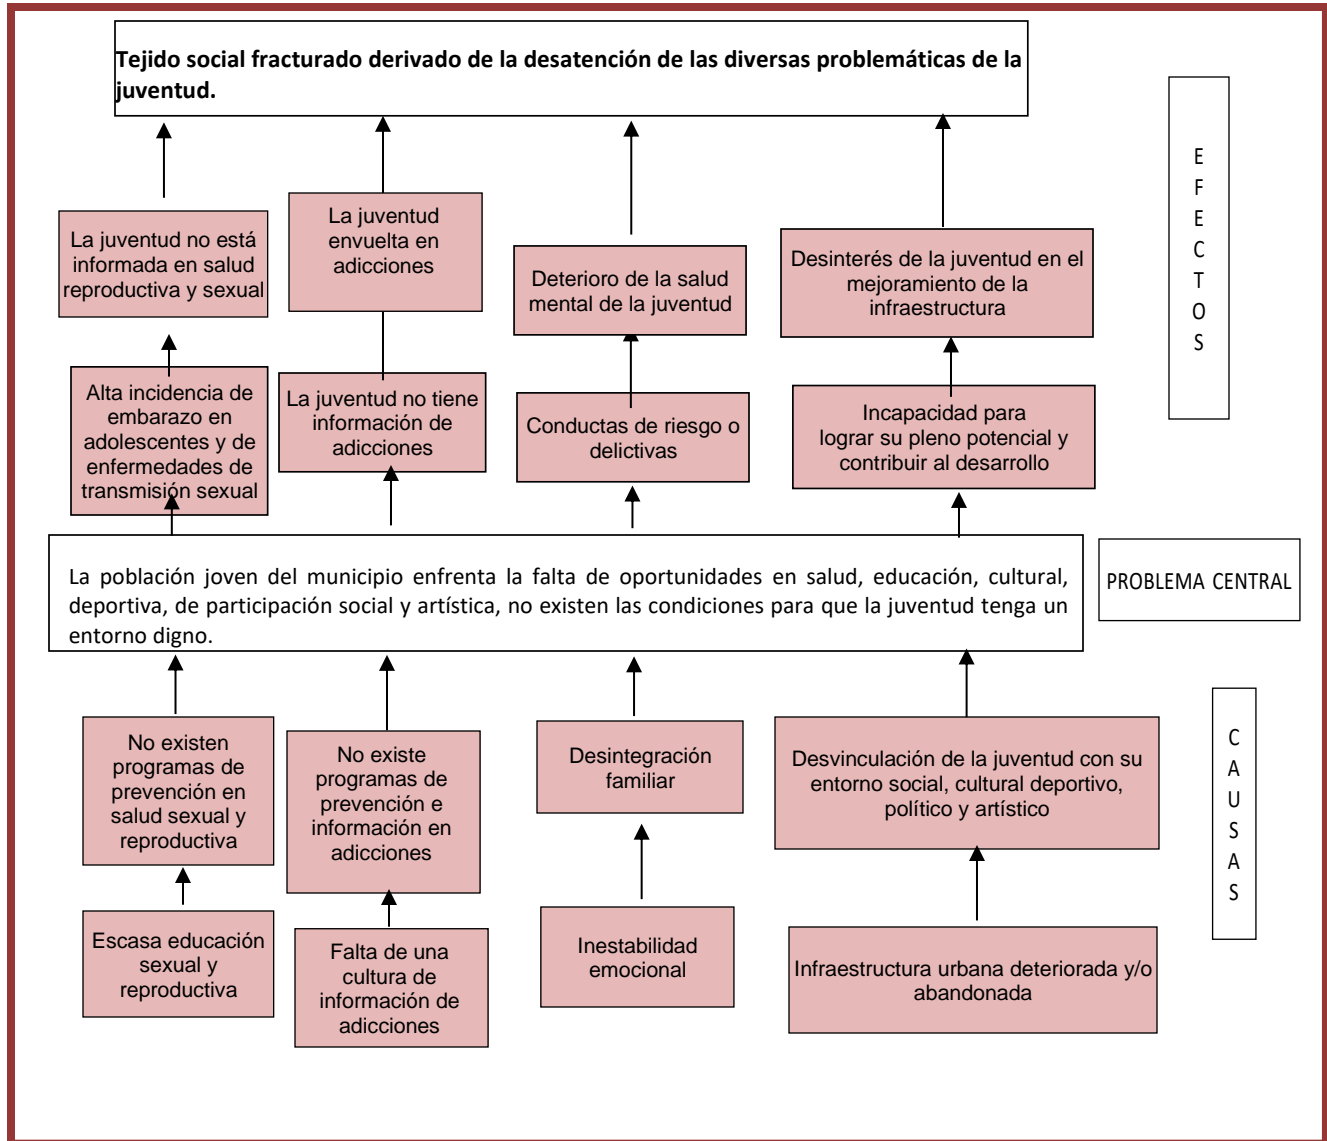 Tejido social fracturado derivado de la desatención de las diversas problemáticas de la
juventud.
E
F
E
C
T
O
S
La juventud no está
informada en salud
reproductiva y sexual
La juventud
envuelta en
adicciones
Deterioro de la salud
mental de la juventud
Desinterés de la juventud en el
mejoramiento de la
infraestructura
Alta incidencia de
embarazo en
adolescentes y de
enfermedades de
transmisión sexual
La juventud no tiene
información de
adicciones
Conductas de riesgo o
delictivas
Incapacidad para
lograr su pleno potencial y
contribuir al desarrollo
La población joven del municipio enfrenta la falta de oportunidades en salud, educación, cultural,
deportiva, de participación social y artística, no existen las condiciones para que la juventud tenga un
entorno digno.
PROBLEMA CENTRAL
No existen
programas de
prevención en
salud sexual y
reproductiva
No existe
programas de
prevención e
información en
adicciones
Desintegración
familiar
Desvinculación de la juventud con su
entorno social, cultural deportivo,
político y artístico
C
A
U
S
A
S
Escasa educación
sexual y
reproductiva
Falta de una
cultura de
información de
adicciones
Inestabilidad
emocional
Infraestructura urbana deteriorada y/o
abandonada